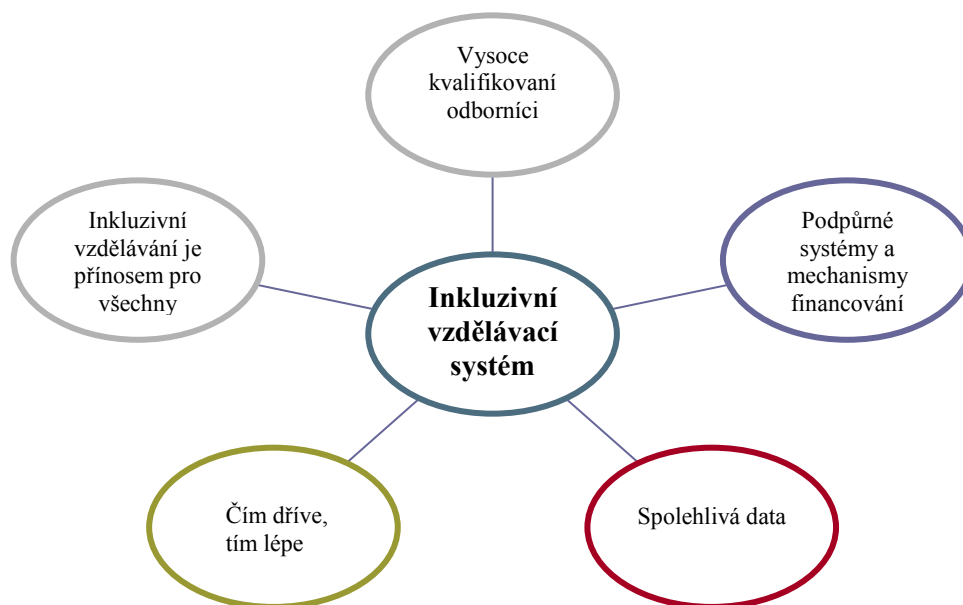 Vysoce
kvalifikovaní
odborníci
Inkluzivní
vzdělávání je
přínosem pro
všechny
Podpůrné
systémy a
mechanismy
financování
Inkluzivní
vzdělávací
systém
Čím dříve,
tím lépe
Spolehlivá data